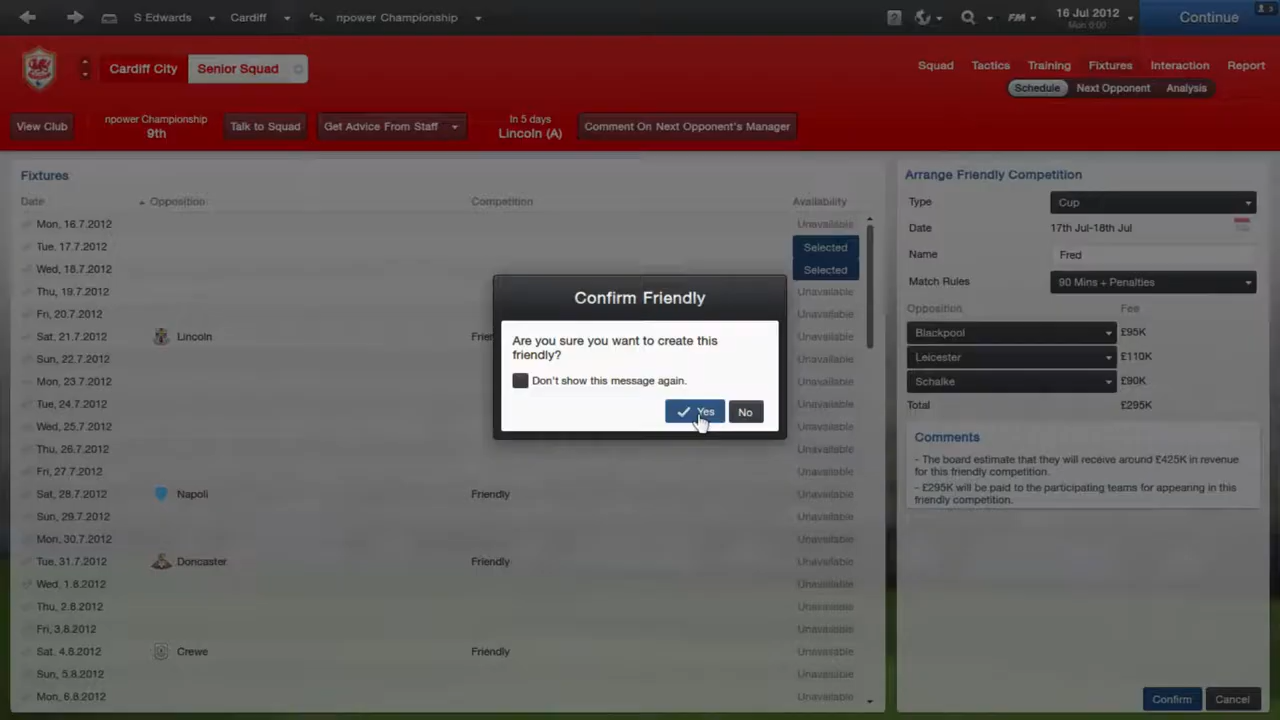 S Edwards
Cardiff
npower Championship
FM
16 Jul 2012
Mon 0:00
3
Continue
Cardiff City
Senior Squad
Squad
Tactics
Training
Fixtures
Interaction
Report
Schedule
Next Opponent
Analysis
View Club
npower Championship
9th
Talk to Squad
Get Advice From Staff
In 5 days
Lincoln (A)
Comment On Next Opponent's Manager
Fixtures
Date Opposition Competition Availability
Mon, 16.7.2012 Unavailable
Tue, 17.7.2012 Selected
Wed, 18.7.2012 Selected
Thu, 19.7.2012 Unavailable
Fri, 20.7.2012 Unavailable
Sat, 21.7.2012 Lincoln Unavailable
Sun, 22.7.2012 Unavailable
Mon, 23.7.2012 Unavailable
Tue, 24.7.2012 Unavailable
Wed, 25.7.2012 Unavailable
Thu, 26.7.2012 Unavailable
Fri, 27.7.2012 Unavailable
Sat, 28.7.2012 Napoli Friendly Unavailable
Sun, 29.7.2012 Unavailable
Mon, 30.7.2012 Unavailable
Tue, 31.7.2012 Doncaster Friendly Unavailable
Wed, 1.8.2012 Unavailable
Thu, 2.8.2012 Unavailable
Fri, 3.8.2012 Unavailable
Sat, 4.8.2012 Crewe Friendly Unavailable
Sun, 5.8.2012 Unavailable
Mon, 6.8.2012 Unavailable
Confirm Friendly
Are you sure you want to create this
friendly?
Don't show this message again.
Yes
No
Arrange Friendly Competition
Type Cup
Date 17th Jul-18th Jul
Name Fred
Match Rules 90 Mins + Penalties
Opposition Fee
Blackpool £95K
Leicester £110K
Schalke £90K
Total £295K
Comments
- The board estimate that they will receive around £425K in revenue
for this friendly competition.
- £295K will be paid to the participating teams for appearing in this
friendly competition.
Confirm
Cancel